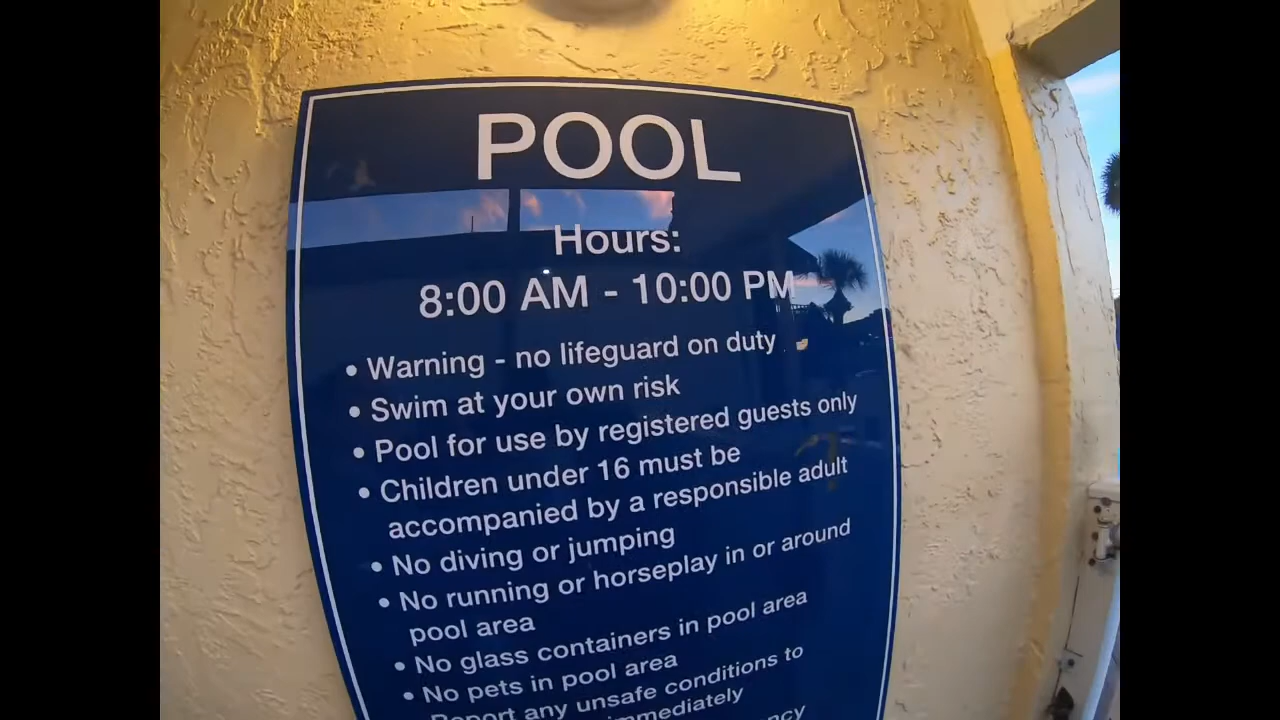 POOL
Hours:
8:00 AM - 10:00 PM
• Warning - no lifeguard on duty
• Swim at your own risk
• Pool for use by registered guests only
• Children under 16 must be
accompanied by a responsible adult
• No diving or jumping
• No running or horseplay in or around
pool area
• No glass containers in pool area
• No pets in pool area
Report any unsafe conditions to
immediately